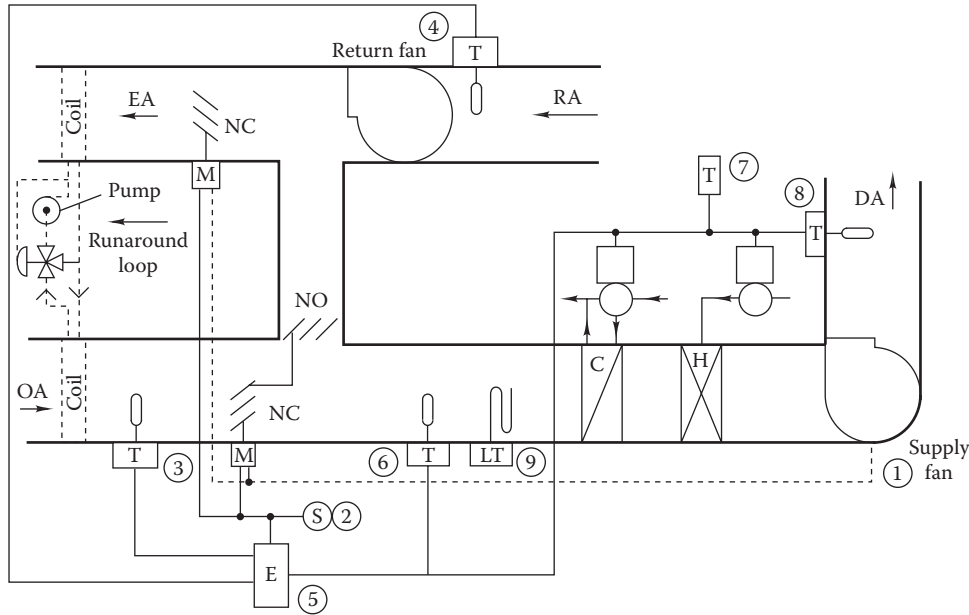 ④
Return fan
T
EA
NC
RA
Coil
M
T
⑦
⑧
DA
Pump
T
Runaround
loop
NO
C
H
OA
Coil
NC
T
③
M
⑥
T
LT
⑨
①
Supply
fan
S
②
E
⑤